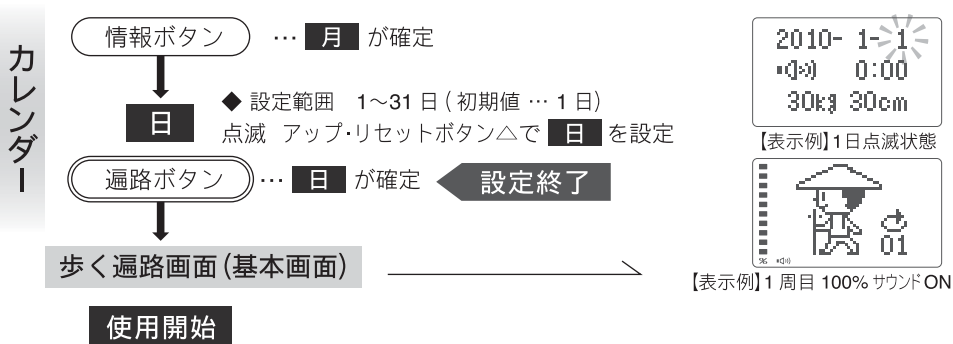 カレンダー
情報ボタン … 月 が確定
日
◆ 設定範囲 1~31 日 ( 初期値 … 1 日)
点滅 アップ・リセットボタン△で 日 を設定
遍路ボタン … 日 が確定 設定終了
歩く遍路画面 (基本画面)
使用開始
2010- 1- 1
0:00
30kg 30cm
【表示例】1日点滅状態
01
【表示例】1 周目 100% サウンド ON